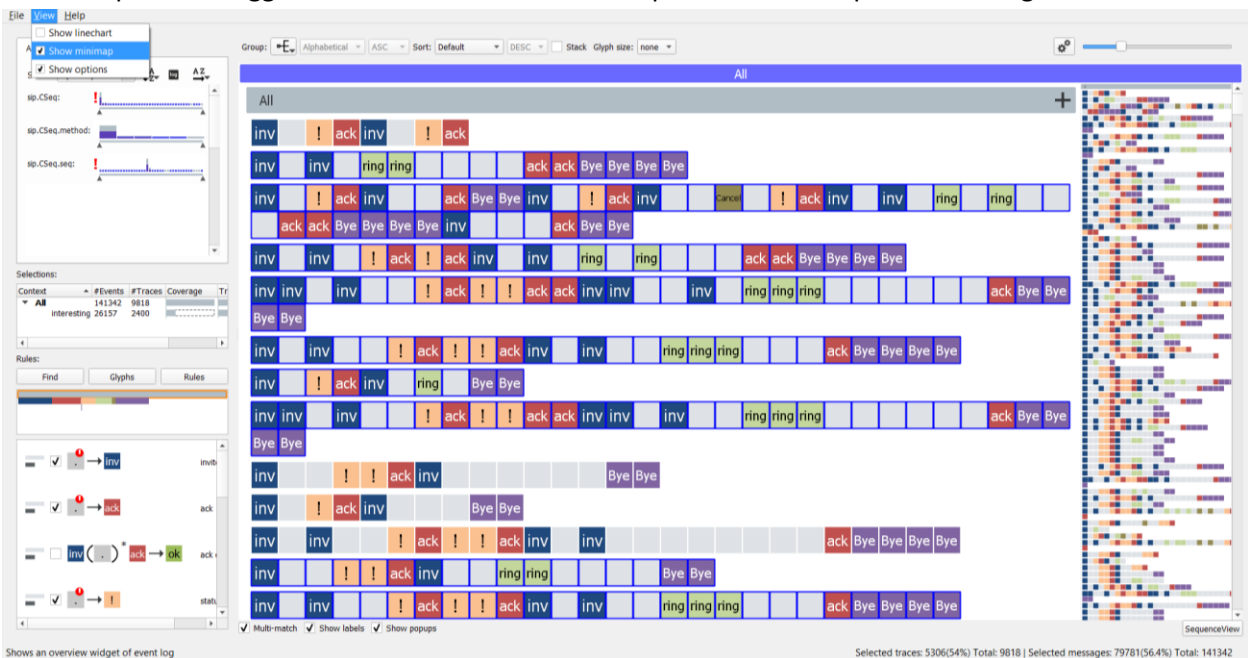 File View Help
Show linechart
Show minimap
Show options
Group: Alphabetical ASC Sort: Default DESC Stack Glyph size: none
All
All
sip.CSeq:
sip.CSeq.method:
sip.CSeq.seq:
inv ! ack inv ! ack
inv inv ring ring ack ack Bye Bye Bye Bye
inv ! ack inv ack Bye Bye inv ! ack inv Cancel ! ack inv inv ring ring
ack ack Bye Bye Bye Bye inv ack Bye Bye
inv inv ! ack ! ack inv inv ring ring ack ack Bye Bye Bye Bye
inv inv inv ! ack ! ! ack ack inv inv inv ring ring ring ack Bye Bye
Bye Bye
inv inv ! ack ! ! ack inv inv ring ring ring ack Bye Bye Bye Bye
inv ! ack inv ring Bye Bye
inv inv inv ! ack ! ! ack ack inv inv inv ring ring ring ack Bye Bye
Bye Bye
inv ! ! ack inv Bye Bye
inv ! ack inv Bye Bye
inv inv ! ack ! ! ack inv inv ack Bye Bye Bye Bye
inv ! ! ack inv ring ring Bye Bye
inv inv ! ack ! ! ack inv inv ring ring ring ack Bye Bye Bye Bye
Selections:
Context #Events #Traces Coverage Tr
All 141342 9818
interesting 26157 2400
Rules:
Find Glyphs Rules
. → inv invit
. → ack ack
inv ( . ) * ack → ok ack
. → ! stat
Multi-match Show labels Show popups
SequenceView
Shows an overview widget of event log
Selected traces: 5306(54%) Total: 9818 | Selected messages: 79781(56.4%) Total: 141342